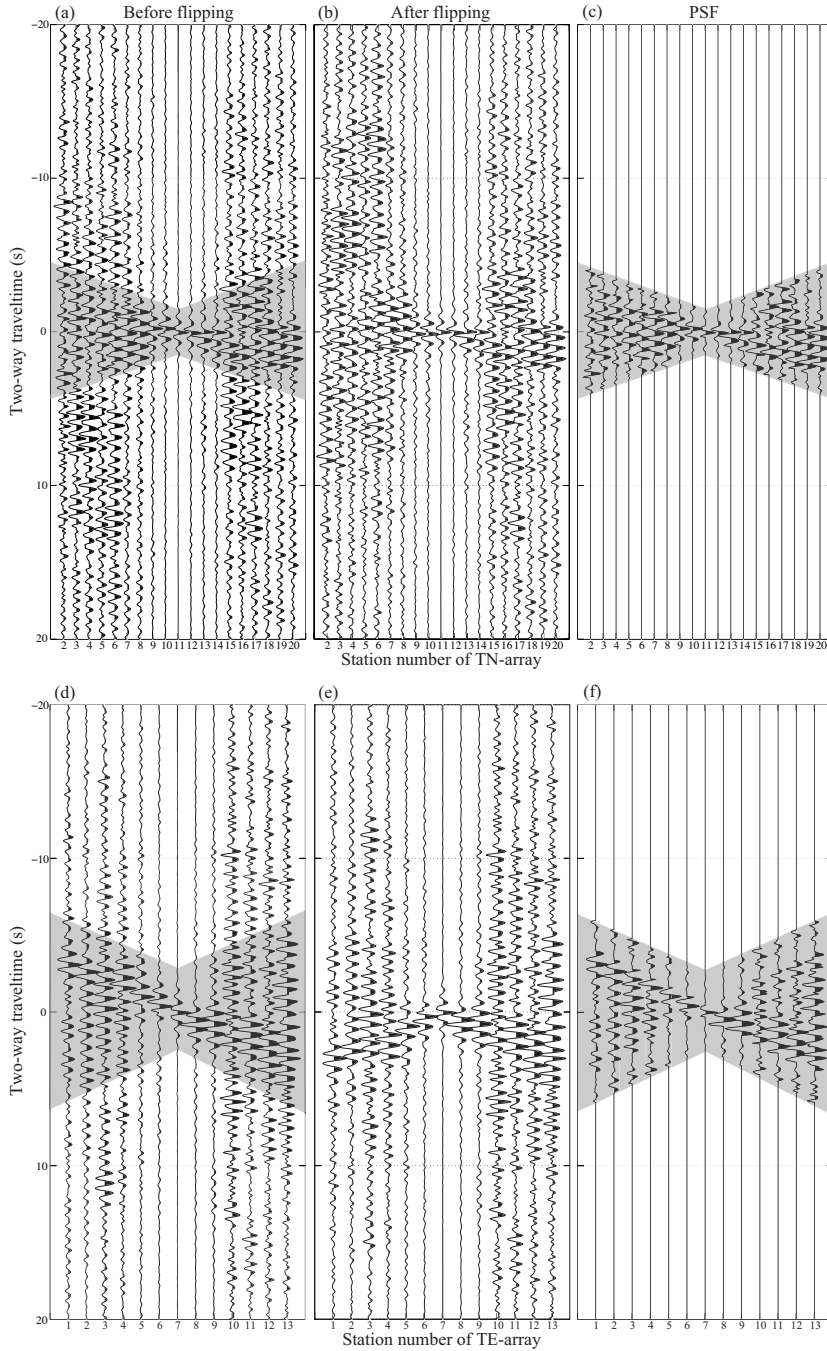 (a) Before flipping (b) After flipping (c) PSF
-20
-10
0
10
20
Two-way traveltime (s)
2 3 4 5 6 7 8 9 10 11 12 13 14 15 16 17 18 19 20
2 3 4 5 6 7 8 9 10 11 12 13 14 15 16 17 18 19 20
2 3 4 5 6 7 8 9 10 11 12 13 14 15 16 17 18 19 20
Station number of TN-array
(d) (e) (f)
-20
-10
0
10
20
Two-way traveltime (s)
1 2 3 4 5 6 7 8 9 10 11 12 13
1 2 3 4 5 6 7 8 9 10 11 12 13
1 2 3 4 5 6 7 8 9 10 11 12 13
Station number of TE-array